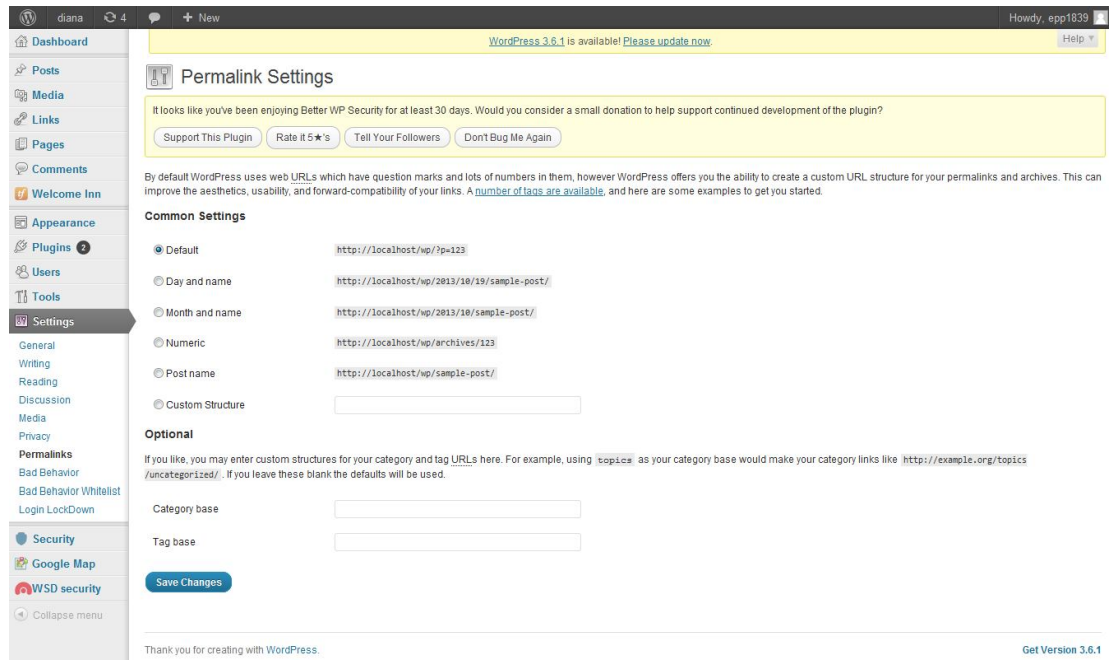 diana 4 + New Howdy, epp1839
Dashboard
Posts
Media
Links
Pages
Comments
Welcome Inn
Appearance
Plugins 2
Users
Tools
Settings
General
Writing
Reading
Discussion
Media
Privacy
Permalinks
Bad Behavior
Bad Behavior Whitelist
Login LockDown
Security
Google Map
WSD security
Collapse menu
WordPress 3.6.1 is available! Please update now.
Help
Permalink Settings
It looks like you've been enjoying Better WP Security for at least 30 days. Would you consider a small donation to help support continued development of the plugin?
Support This Plugin Rate it 5★'s Tell Your Followers Don't Bug Me Again
By default WordPress uses web URLs which have question marks and lots of numbers in them, however WordPress offers you the ability to create a custom URL structure for your permalinks and archives. This can
improve the aesthetics, usability, and forward-compatibility of your links. A number of tags are available, and here are some examples to get you started.
Common Settings
Default http://localhost/wp/?p=123
Day and name http://localhost/wp/2013/10/19/sample-post/
Month and name http://localhost/wp/2013/10/sample-post/
Numeric http://localhost/wp/archives/123
Post name http://localhost/wp/sample-post/
Custom Structure
Optional
If you like, you may enter custom structures for your category and tag URLs here. For example, using topics as your category base would make your category links like http://example.org/topics
/uncategorized/ . If you leave these blank the defaults will be used.
Category base
Tag base
Save Changes
Thank you for creating with WordPress. Get Version 3.6.1